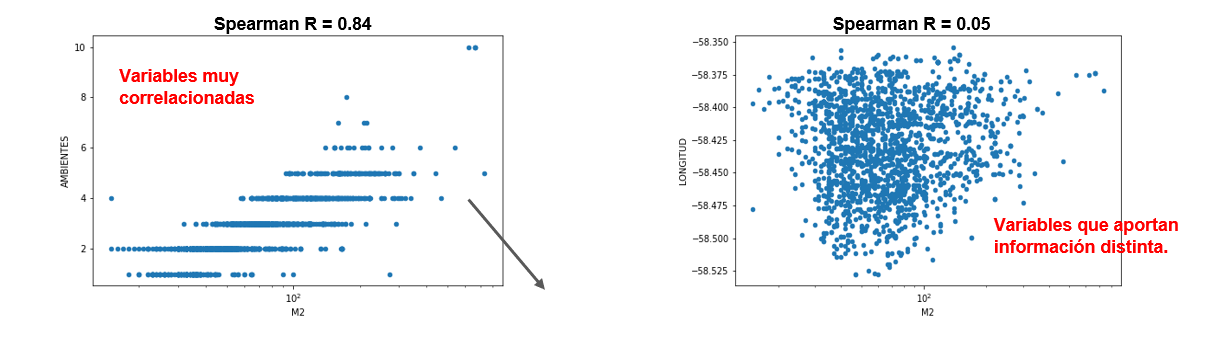 Spearman R = 0.84
Variables muy
correlacionadas
10
8
6
4
2
AMBIENTES
10²
M2
Spearman R = 0.05
−58.350
−58.375
−58.400
−58.425
−58.450
−58.475
−58.500
−58.525
LONGITUD
Variables que aportan
información distinta.
10²
M2